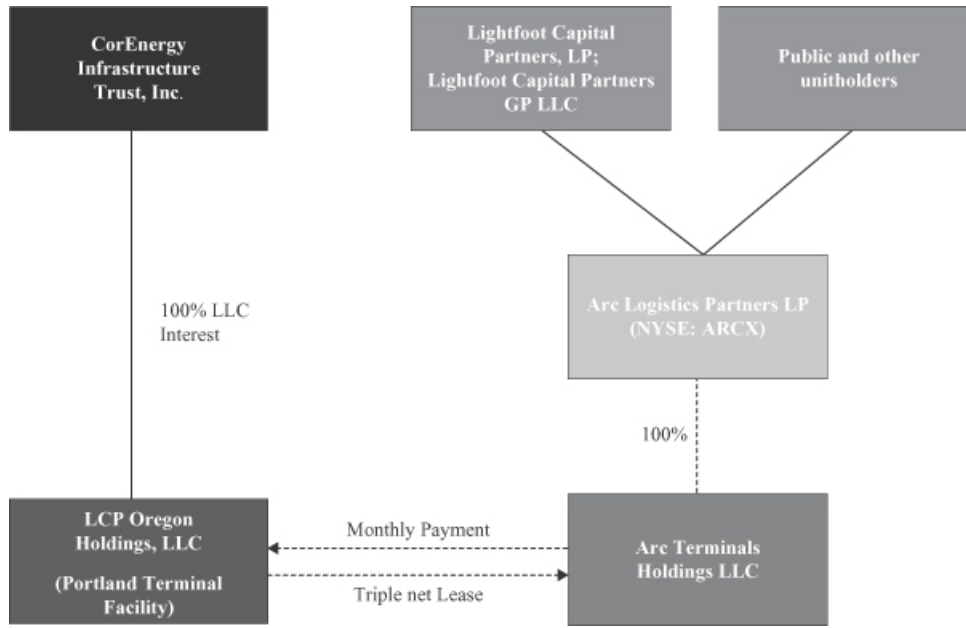 CorEnergy
Infrastructure
Trust, Inc.
Lightfoot Capital
Partners, LP;
Lightfoot Capital Partners
GP LLC
Public and other
unitholders
100% LLC
Interest
Arc Logistics Partners LP
(NYSE: ARCX)
100%
LCP Oregon
Holdings, LLC
(Portland Terminal
Facility)
Monthly Payment
Triple net Lease
Arc Terminals
Holdings LLC